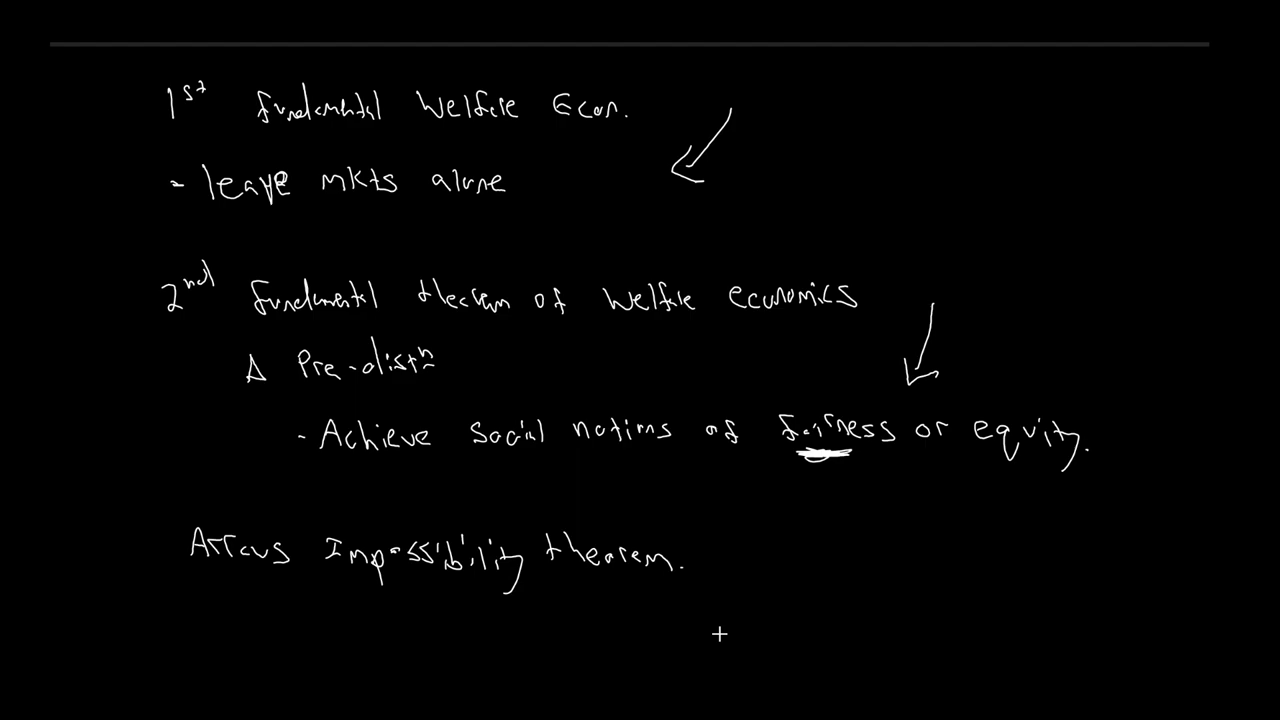 1st Fundamental Welfare Econ.
- leave mkts alone
2nd Fundamental theorem of Welfare economics
Δ Pre-distn
- Achieve social notions of fairness or equity.
Arrows Impossibility theorem.